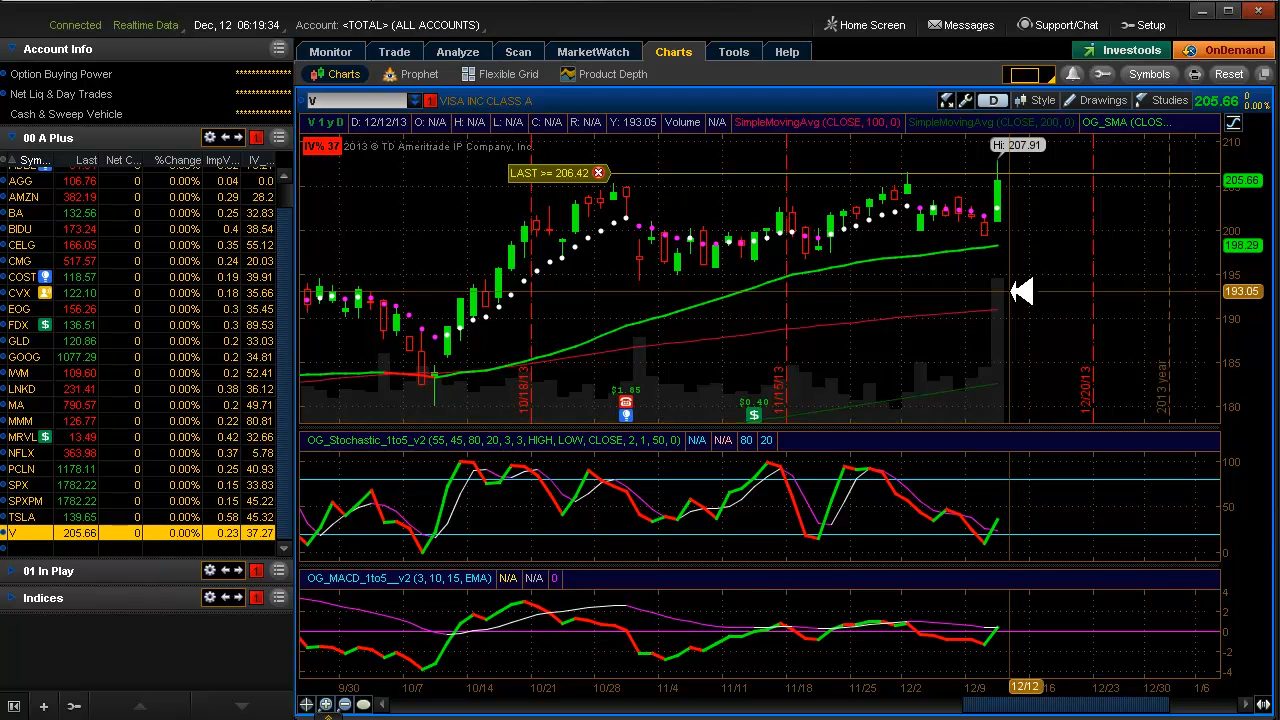 Connected Realtime Data Dec, 12 06:19:34 Account: <TOTAL> (ALL ACCOUNTS)
Home Screen Messages Support/Chat Setup
Account Info
Option Buying Power ************
Net Liq & Day Trades ************
Cash & Sweep Vehicle ************
00 A Plus 1
Sym... Last Net C... %Change ImpV... IV ...
AGG 106.76 0 0.00% 0.04 0.0
AMZN 382.19 0 0.00% 0.29 28.2
132.56 0 0.00% 0.2 32.83
BIDU 173.24 0 0.00% 0.4 34.54
CELG 166.05 0 0.00% 0.35 55.12
CMG 517.57 0 0.00% 0.24 20.03
COST 118.57 0 0.00% 0.19 39.91
122.10 0 0.00% 0.18 35.66
156.26 0 0.00% 0.3 35.45
136.51 0 0.00% 0.3 89.53
120.80 0 0.00% 0.2 33.03
GOOG 1077.29 0 0.00% 0.2 34.81
IWM 109.60 0 0.00% 0.2 52.44
LNKD 231.41 0 0.00% 0.38 36.12
MA 790.57 0 0.00% 0.2 49.71
126.77 0 0.00% 0.22 60.81
13.49 0 0.00% 0.42 32.66
363.98 0 0.00% 0.37 5.78
PCLN 1178.11 0 0.00% 0.25 40.93
SPX 1782.22 0 0.00% 0.15 33.85
SPXPM 1782.22 0 0.00% 0.15 45.22
TSLA 139.65 0 0.00% 0.58 45.32
V 205.66 0 0.00% 0.23 37.27
01 In Play 1
Indices 1
Monitor Trade Analyze Scan MarketWatch Charts Tools Help
Investools OnDemand
Charts Prophet Flexible Grid Product Depth
Symbols Reset
V 1 VISA INC CLASS A
D Style Drawings Studies 205.66 0 0.00%
V 1 y D D: 12/12/13 O: N/A H: N/A L: N/A C: N/A R: N/A Y: 193.05 Volume N/A SimpleMovingAvg (CLOSE, 100, 0) SimpleMovingAvg (CLOSE, 200, 0) OG_SMA (CLOS...
IV% 37 2013 © TD Ameritrade IP Company, Inc.
Hi: 207.91
LAST >= 206.42
210
205.66
200
198.29
195
193.05
190
185
180
10/18/13
11/15/13
12/20/13
2013 year
$1.85
$0.40
OG_Stochastic_1to5_v2 (55, 45, 80, 20, 3, 3, HIGH, LOW, CLOSE, 2, 1, 50, 0) N/A N/A 80 20
100
50
0
OG_MACD_1to5__v2 (3, 10, 15, EMA) N/A N/A 0
4
2
0
-2
-4
9/30 10/7 10/14 10/21 10/28 11/4 11/11 11/18 11/25 12/2 12/9 12/12 16 12/23 12/30 1/6